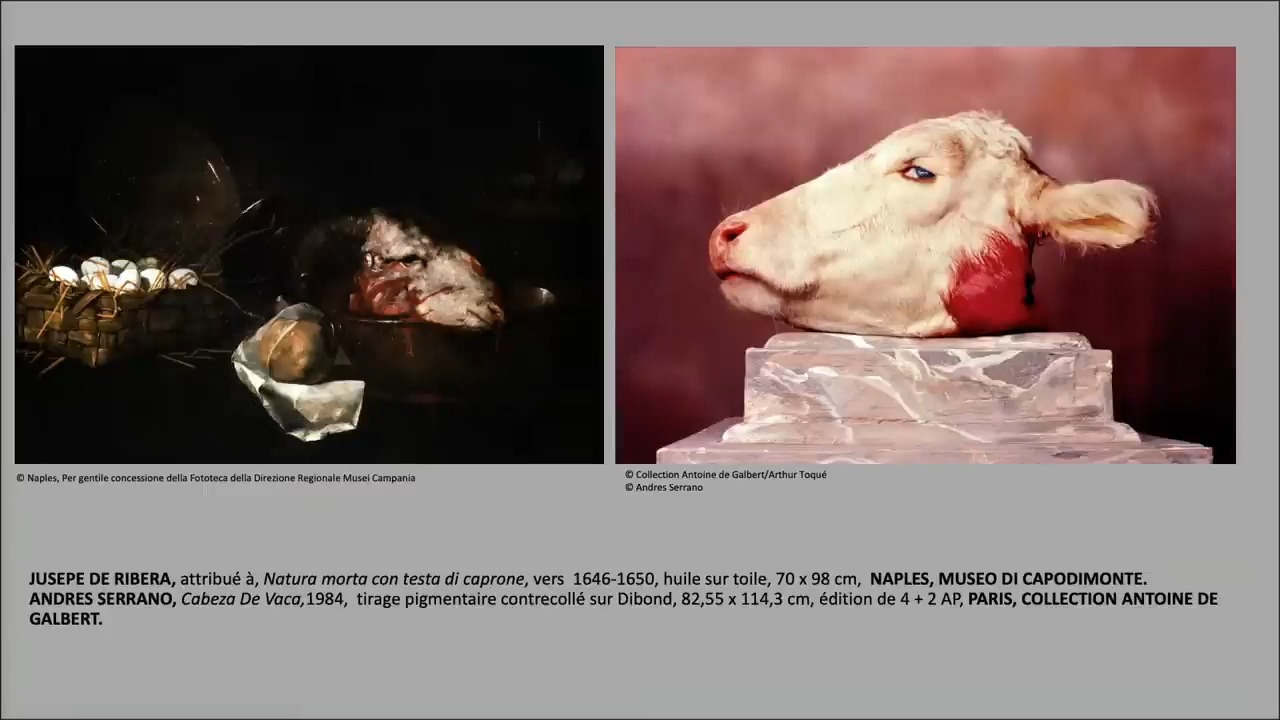 © Naples, Per gentile concessione della Fototeca della Direzione Regionale Musei Campania
© Collection Antoine de Galbert/Arthur Toqué
© Andres Serrano
JUSEPE DE RIBERA, attribué à, Natura morta con testa di caprone, vers 1646-1650, huile sur toile, 70 x 98 cm, NAPLES, MUSEO DI CAPODIMONTE.
ANDRES SERRANO, Cabeza De Vaca,1984, tirage pigmentaire contrecollé sur Dibond, 82,55 x 114,3 cm, édition de 4 + 2 AP, PARIS, COLLECTION ANTOINE DE
GALBERT.